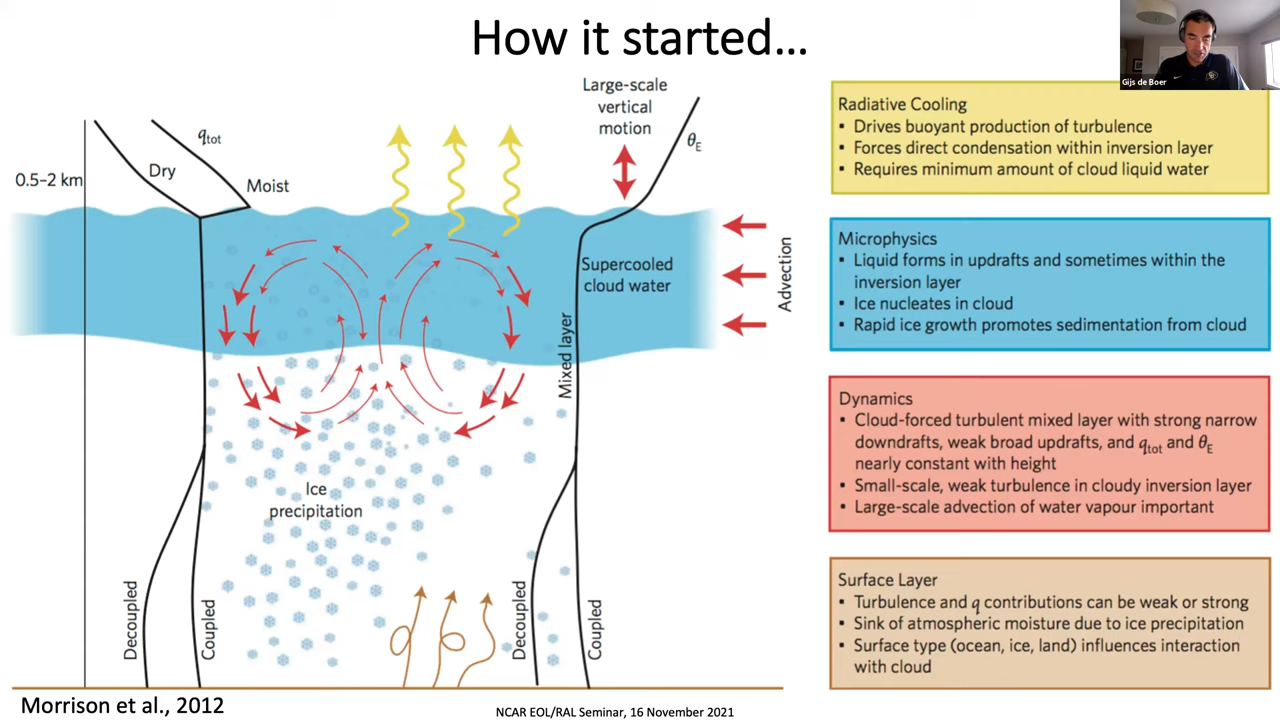 How it started...
Gijs de Boer
Large-scale
vertical
motion
qtot
θE
Dry
Moist
0.5–2 km
Supercooled
cloud water
Advection
Mixed layer
Ice
precipitation
Decoupled
Coupled
Decoupled
Coupled
Radiative Cooling
▪ Drives buoyant production of turbulence
▪ Forces direct condensation within inversion layer
▪ Requires minimum amount of cloud liquid water
Microphysics
▪ Liquid forms in updrafts and sometimes within the
inversion layer
▪ Ice nucleates in cloud
▪ Rapid ice growth promotes sedimentation from cloud
Dynamics
• Cloud-forced turbulent mixed layer with strong narrow
downdrafts, weak broad updrafts, and qtot and θE
nearly constant with height
• Small-scale, weak turbulence in cloudy inversion layer
• Large-scale advection of water vapour important
Surface Layer
• Turbulence and q contributions can be weak or strong
• Sink of atmospheric moisture due to ice precipitation
• Surface type (ocean, ice, land) influences interaction
with cloud
Morrison et al., 2012
NCAR EOL/RAL Seminar, 16 November 2021